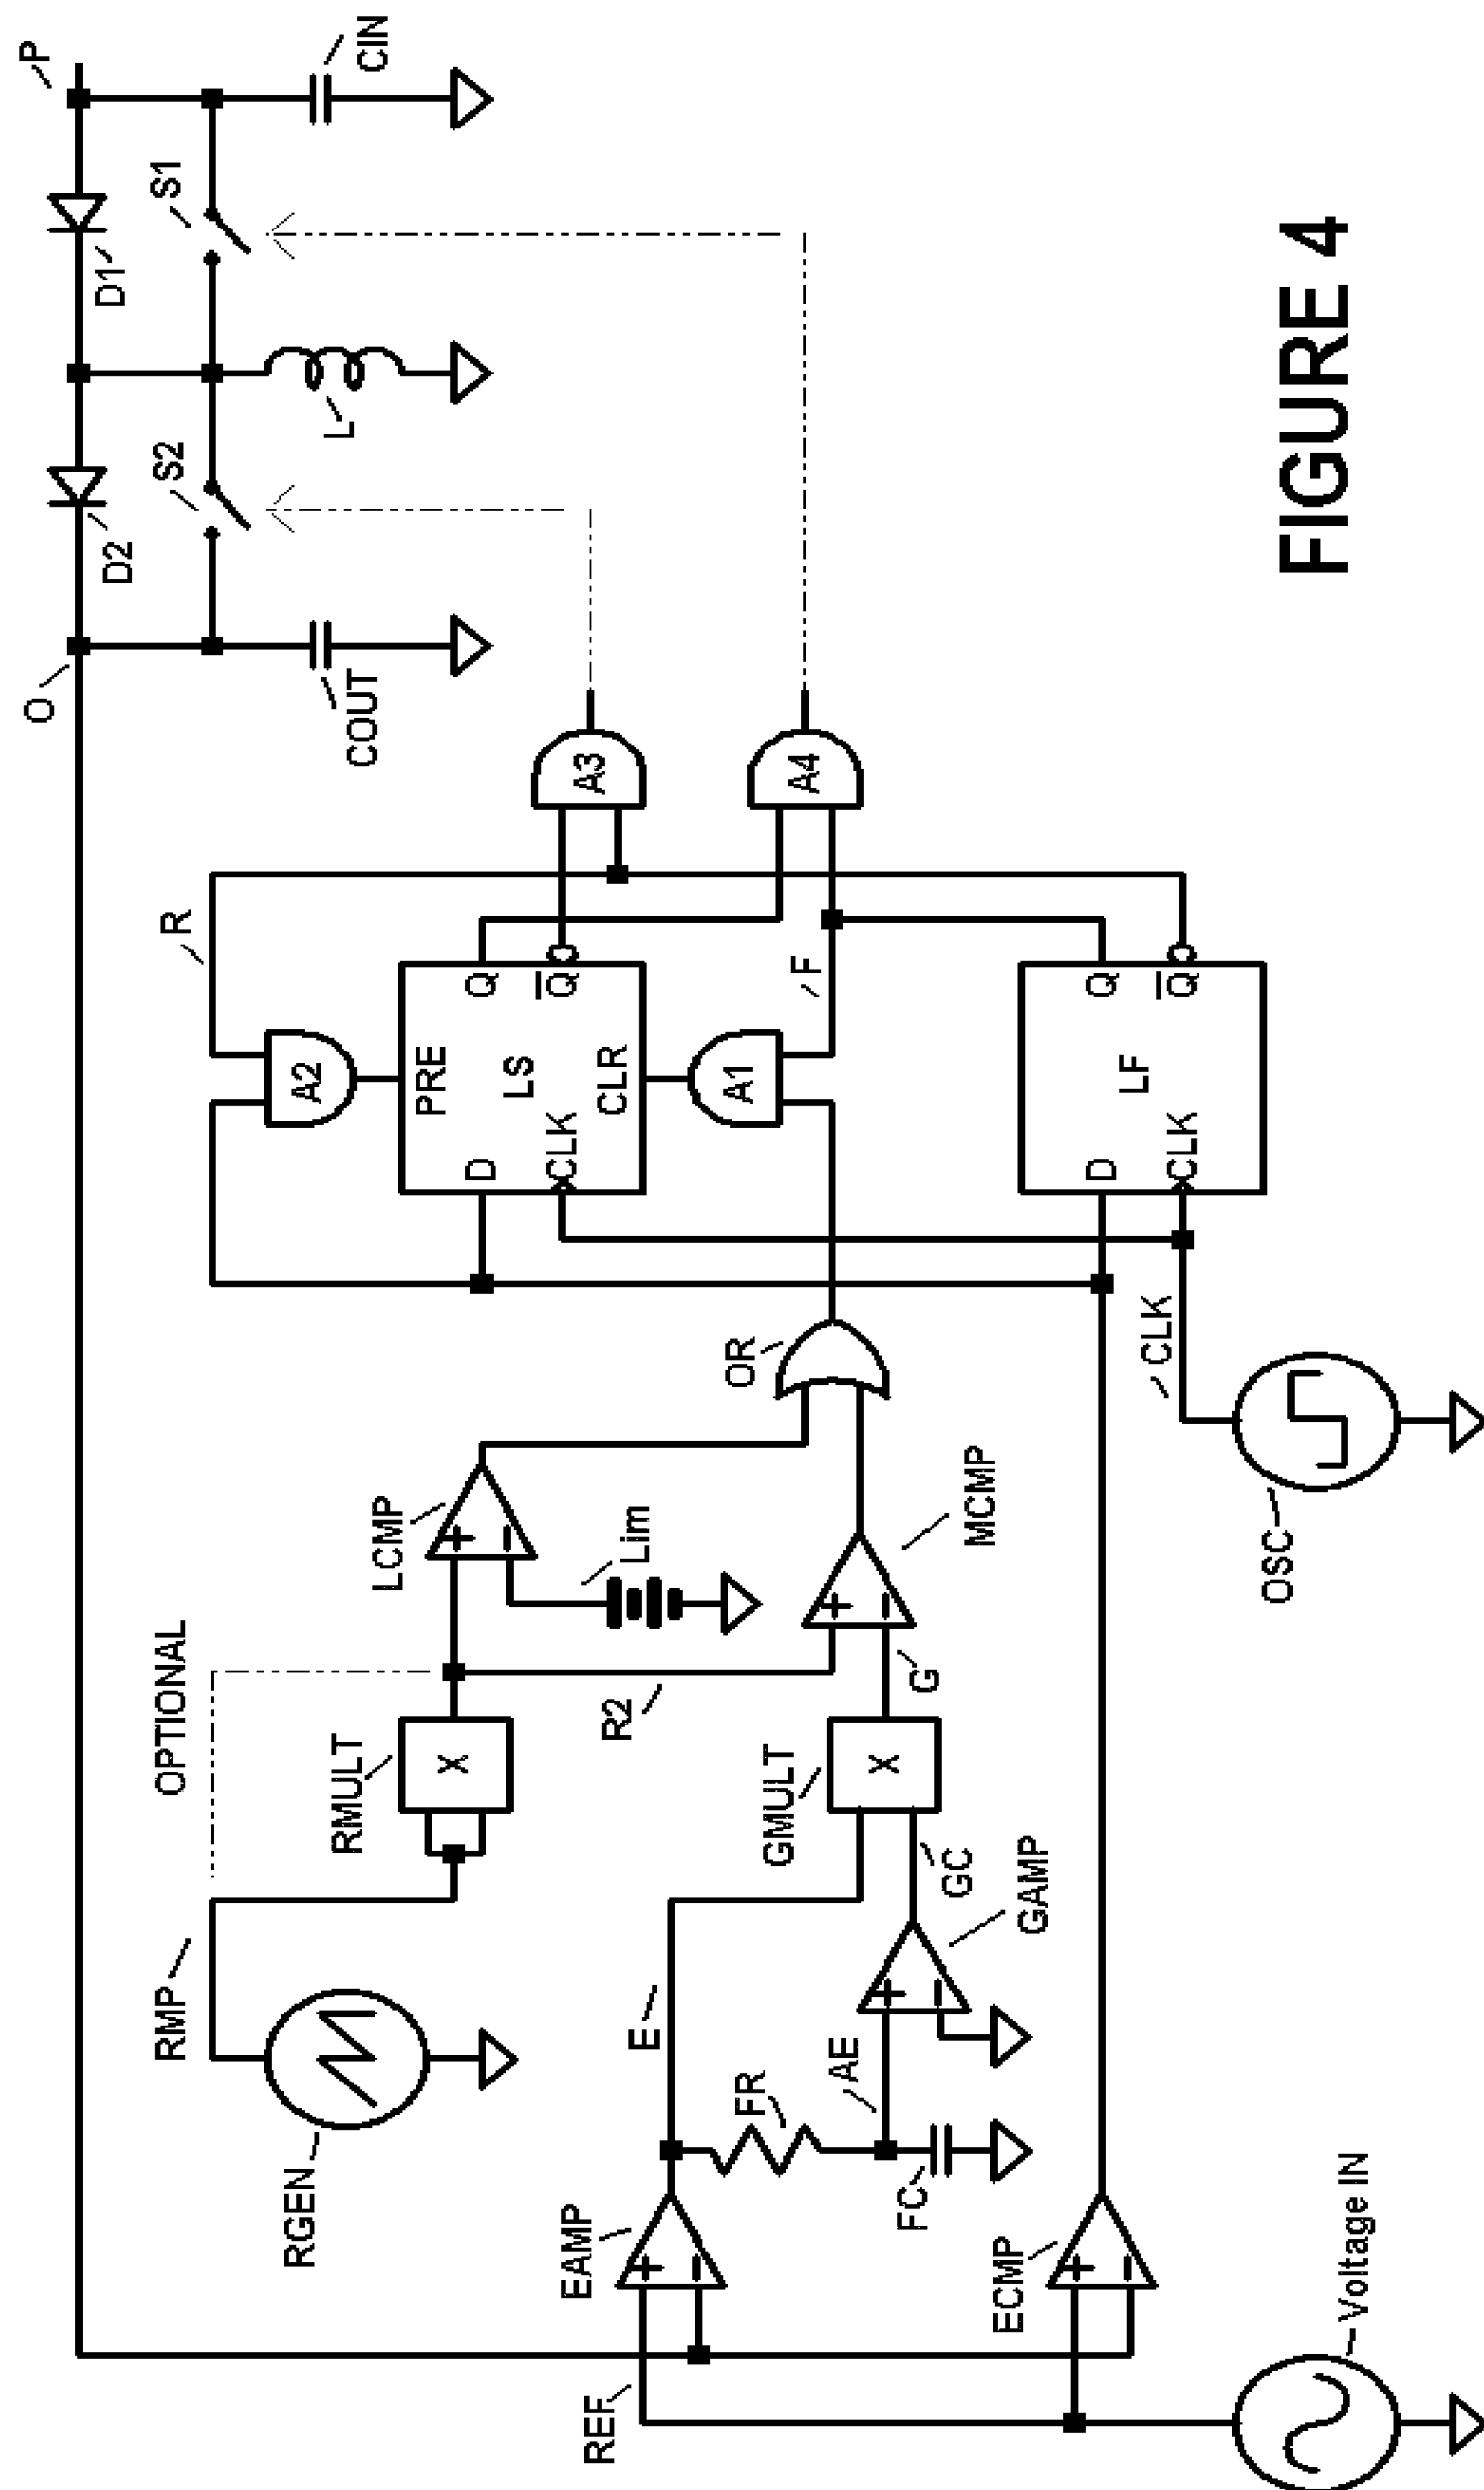 P
CIN
D1
S1
L
D2
S2
O
COUT
A3
A4
R
F
A2
PRE
LS
CLR
D
CLK
Q
Q
A1
LF
D
CLK
Q
Q
OR
CLK
OSC
LCMP
Lim
MCMP
OPTIONAL
RMULT
X
R2
G
GMULT
X
GC
GAMP
RMP
RGEN
E
FR
AE
FC
EAMP
ECMP
REF
Voltage IN
FIGURE 4